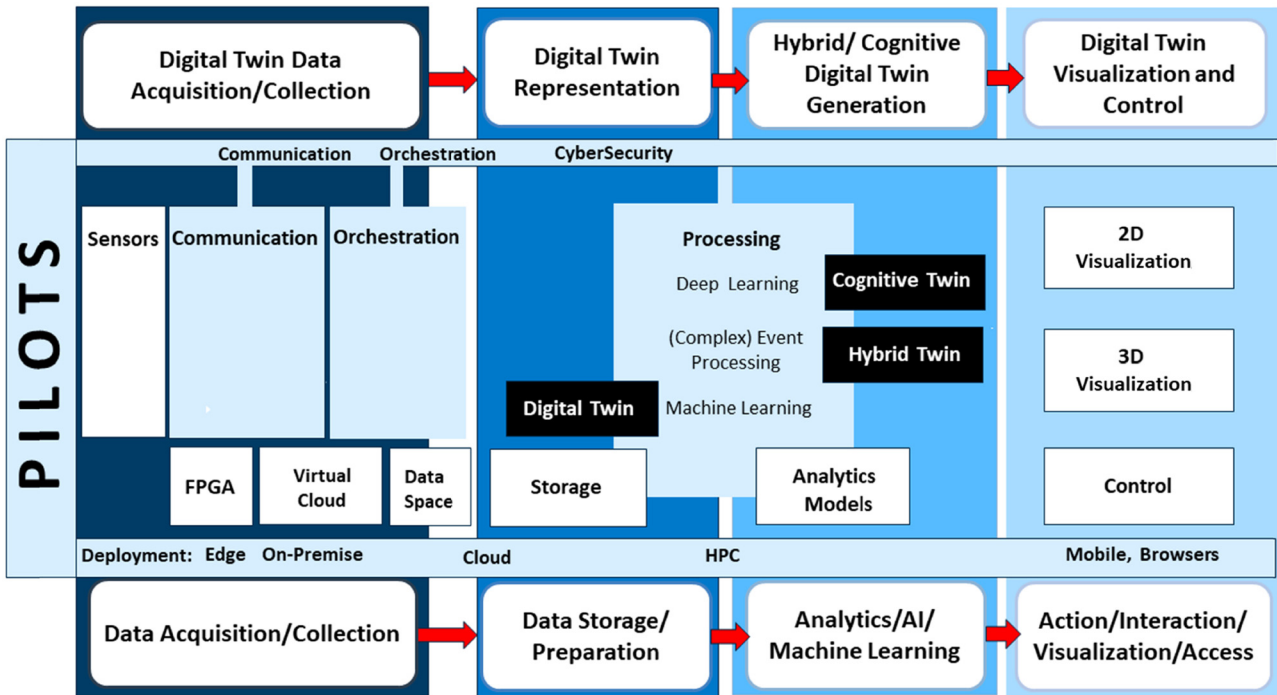 Digital Twin Data
Acquisition/Collection
Digital Twin
Representation
Hybrid/ Cognitive
Digital Twin
Generation
Digital Twin
Visualization and
Control
PILOTS
Communication
Orchestration
CyberSecurity
Sensors
Communication
Orchestration
Processing
Deep Learning
(Complex) Event
Processing
Machine Learning
Cognitive Twin
Hybrid Twin
Digital Twin
2D
Visualization
3D
Visualization
FPGA
Virtual
Cloud
Data
Space
Storage
Analytics
Models
Control
Deployment: Edge On-Premise
Cloud
HPC
Mobile, Browsers
Data Acquisition/Collection
Data Storage/
Preparation
Analytics/AI/
Machine Learning
Action/Interaction/
Visualization/Access